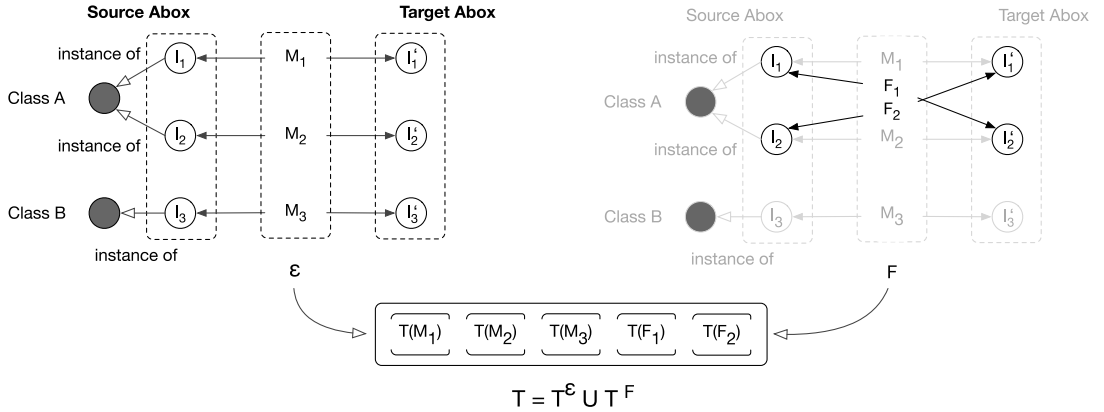 Source Abox
Target Abox
instance of
I₁
M₁
I'₁
Class A
I₂
M₂
I'₂
instance of
Class B
I₃
M₃
I'₃
instance of
ε
Source Abox
Target Abox
instance of
I₁
M₁
I'₁
F₁
Class A
F₂
I₂
M₂
I'₂
instance of
Class B
I₃
M₃
I'₃
instance of
F
T(M₁) T(M₂) T(M₃) T(F₁) T(F₂)
T = T^ε U T^F